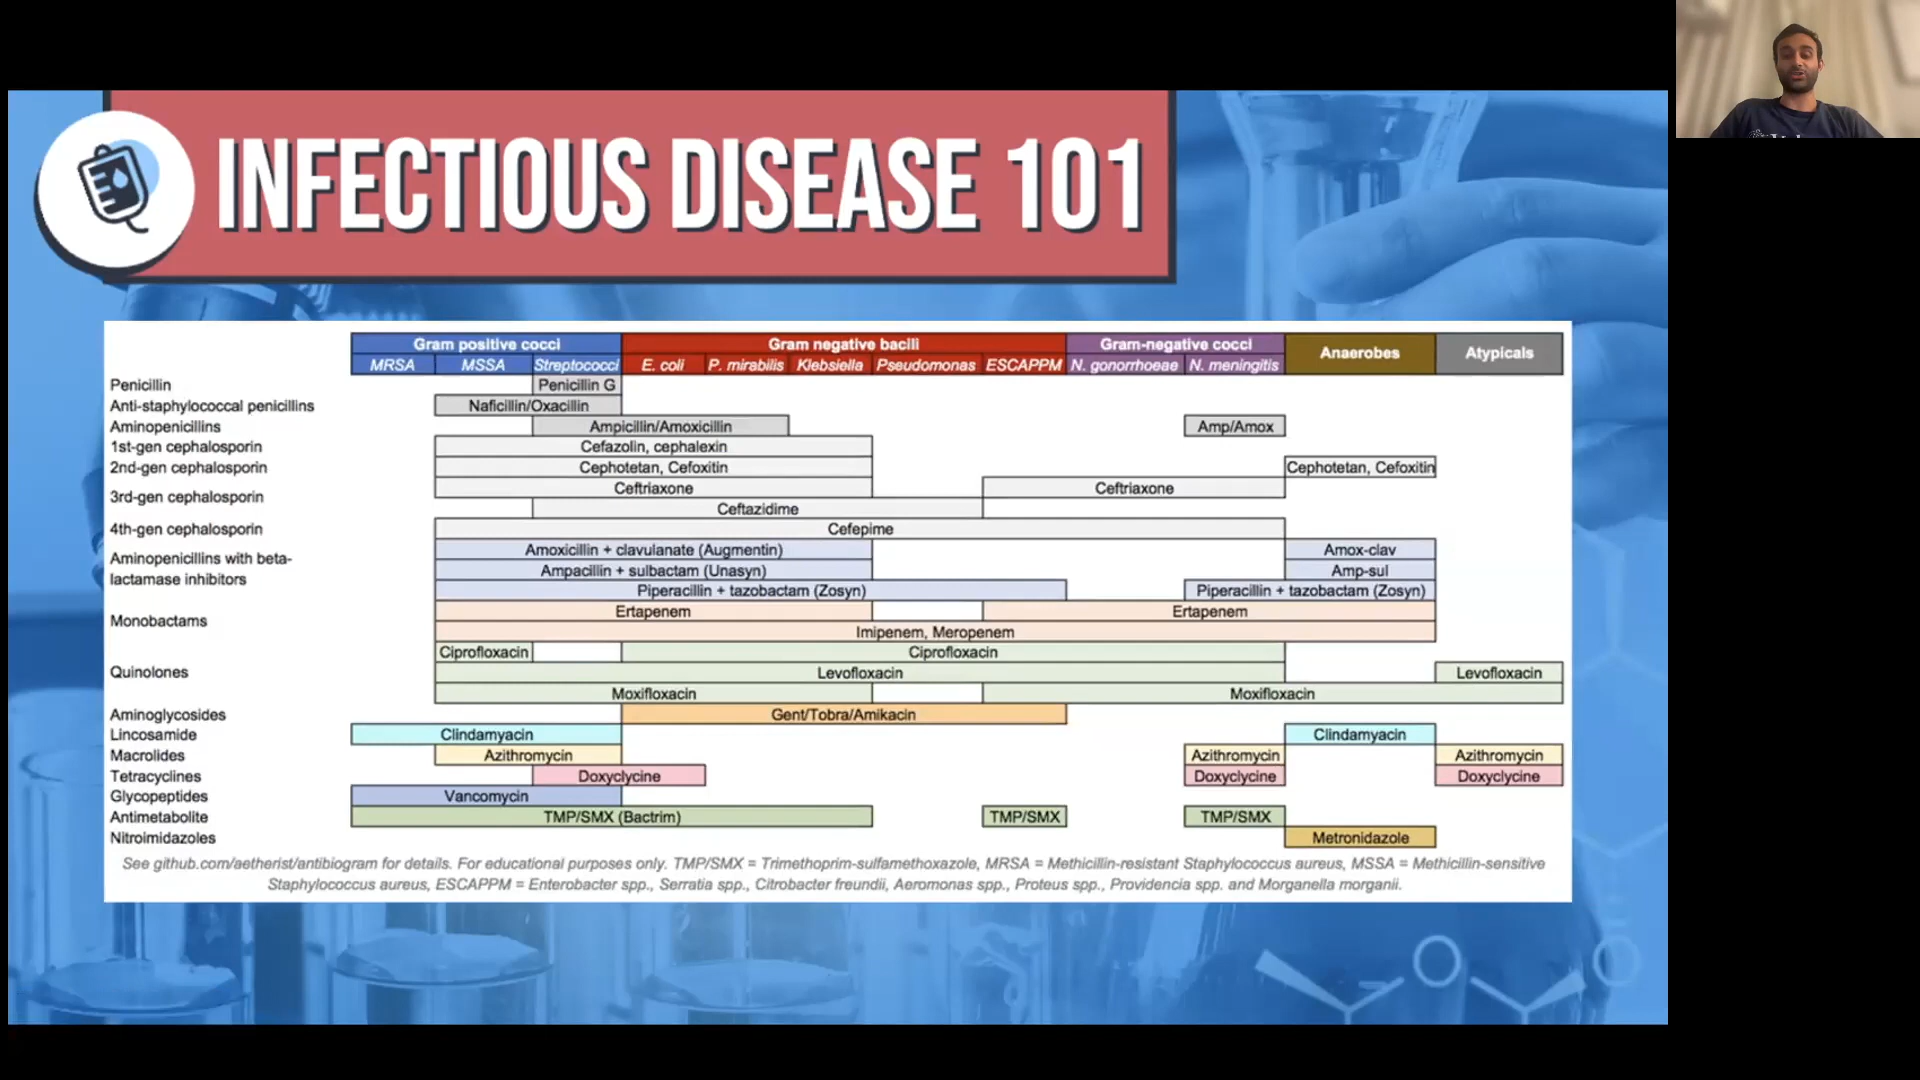 INFECTIOUS DISEASE 101
Gram positive cocci Gram negative bacili Gram-negative cocci Anaerobes Atypicals
MRSA MSSA Streptococci E. coli P. mirabilis Klebsiella Pseudomonas ESCAPPM N. gonorrhoeae N. meningitis
Penicillin Penicillin G
Anti-staphylococcal penicillins Naficillin/Oxacillin
Aminopenicillins Ampicillin/Amoxicillin Amp/Amox
1st-gen cephalosporin Cefazolin, cephalexin
2nd-gen cephalosporin Cephotetan, Cefoxitin Cephotetan, Cefoxitin
3rd-gen cephalosporin Ceftriaxone Ceftriaxone
Ceftazidime
4th-gen cephalosporin Cefepime
Aminopenicillins with beta-
lactamase inhibitors
Amoxicillin + clavulanate (Augmentin) Amox-clav
Ampacillin + sulbactam (Unasyn) Amp-sul
Piperacillin + tazobactam (Zosyn) Piperacillin + tazobactam (Zosyn)
Monobactams Ertapenem Ertapenem
Imipenem, Meropenem
Quinolones Ciprofloxacin Ciprofloxacin
Levofloxacin Levofloxacin
Moxifloxacin Moxifloxacin
Aminoglycosides Gent/Tobra/Amikacin
Lincosamide Clindamyacin Clindamyacin
Macrolides Azithromycin Azithromycin Azithromycin
Tetracyclines Doxyclycine Doxyclycine Doxyclycine
Glycopeptides Vancomycin
Antimetabolite TMP/SMX (Bactrim) TMP/SMX TMP/SMX
Nitroimidazoles Metronidazole
See github.com/aetherist/antibiogram for details. For educational purposes only. TMP/SMX = Trimethoprim-sulfamethoxazole, MRSA = Methicillin-resistant Staphylococcus aureus, MSSA = Methicillin-sensitive
Staphylococcus aureus, ESCAPPM = Enterobacter spp., Serratia spp., Citrobacter freundii, Aeromonas spp., Proteus spp., Providencia spp. and Morganella morganii.